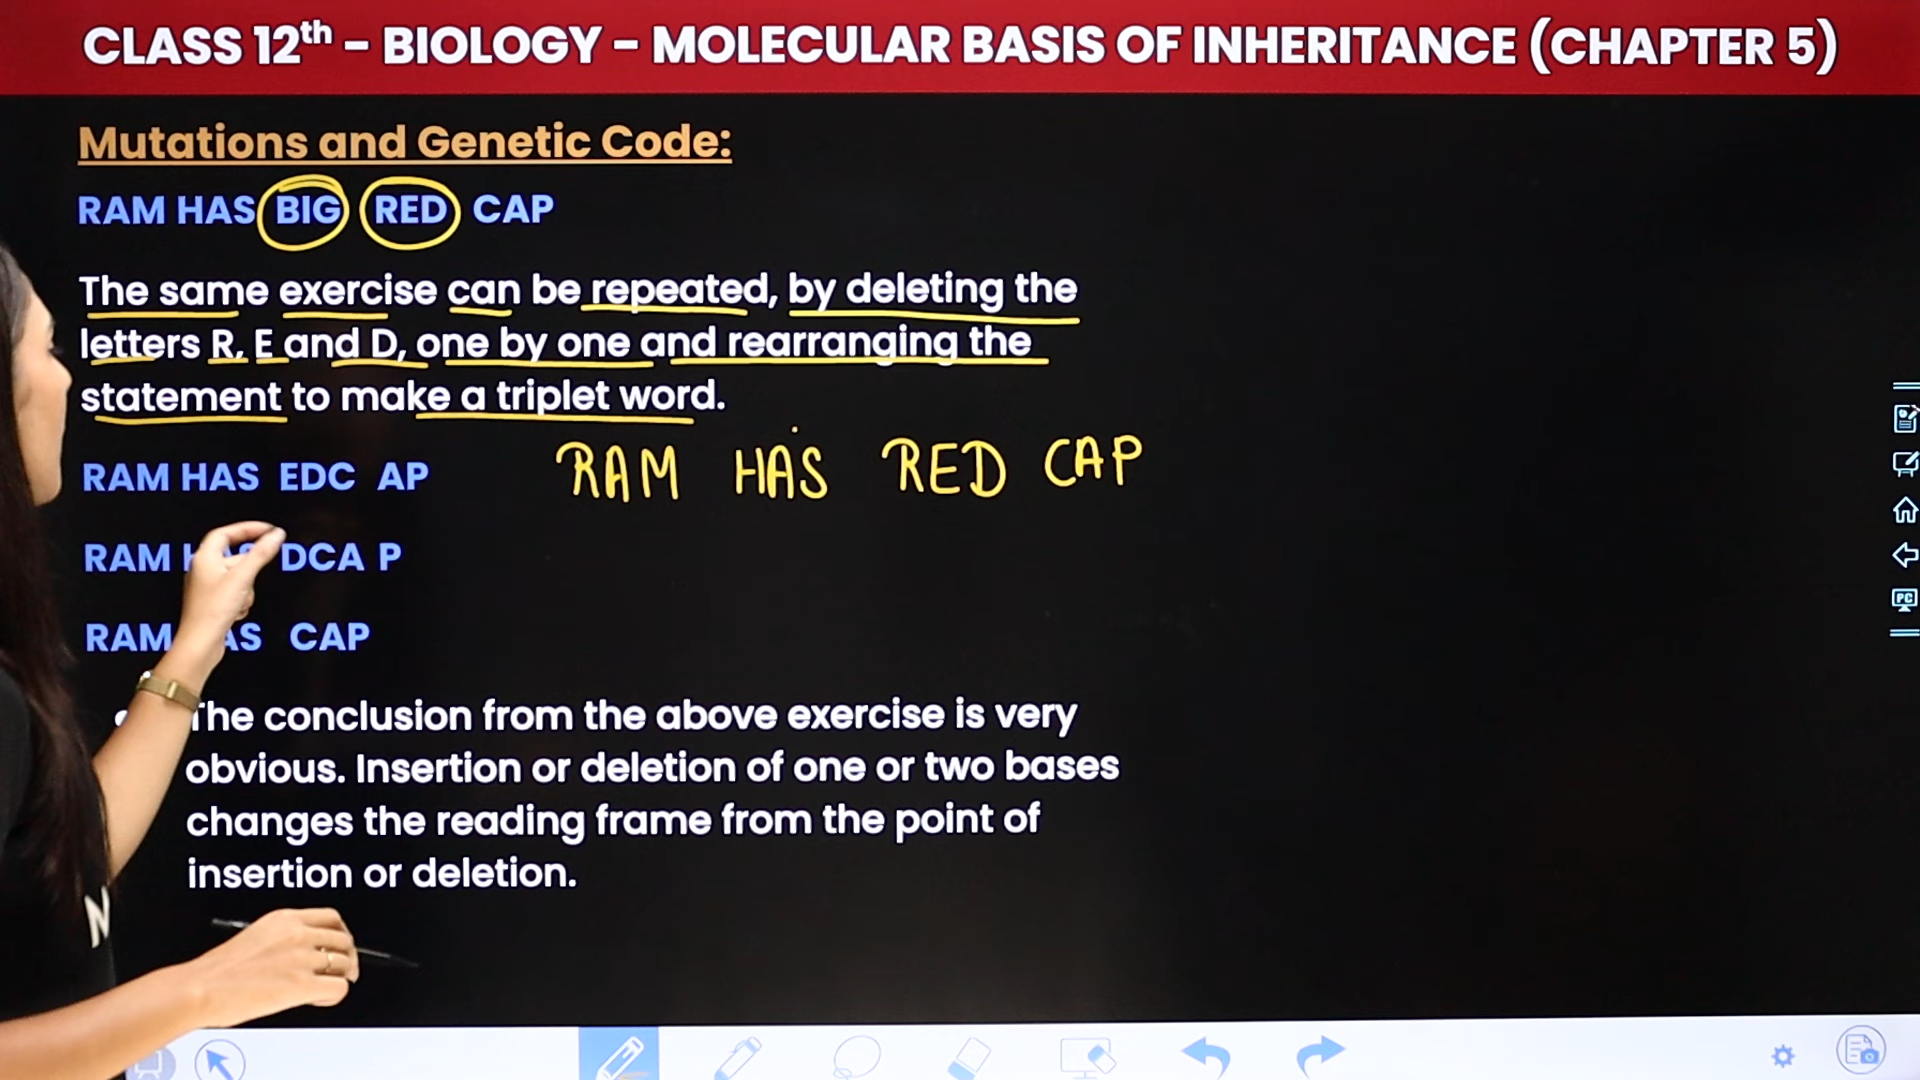 CLASS 12th - BIOLOGY - MOLECULAR BASIS OF INHERITANCE (CHAPTER 5)
Mutations and Genetic Code:
RAM HAS BIG RED CAP
The same exercise can be repeated, by deleting the
letters R, E and D, one by one and rearranging the
statement to make a triplet word.
RAM HAS EDC AP RAM HAS RED CAP
RAM HAS DCA P
RAM HAS CAP
• The conclusion from the above exercise is very
obvious. Insertion or deletion of one or two bases
changes the reading frame from the point of
insertion or deletion.
PC
N